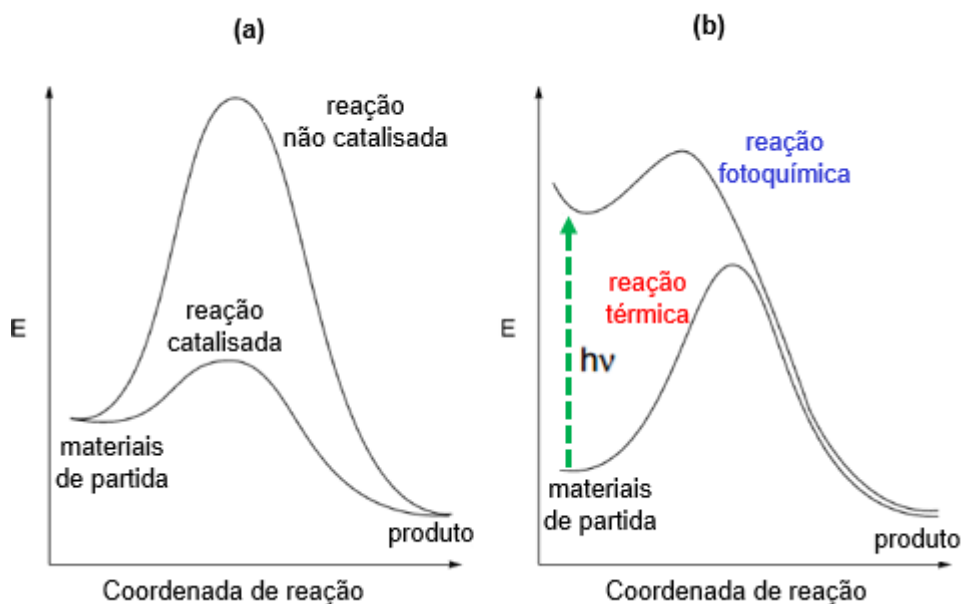 (a)
E
reação
não catalisada
reação
catalisada
materiais
de partida
produto
Coordenada de reação
(b)
E
reação
fotoquímica
reação
térmica
hν
materiais
de partida
produto
Coordenada de reação